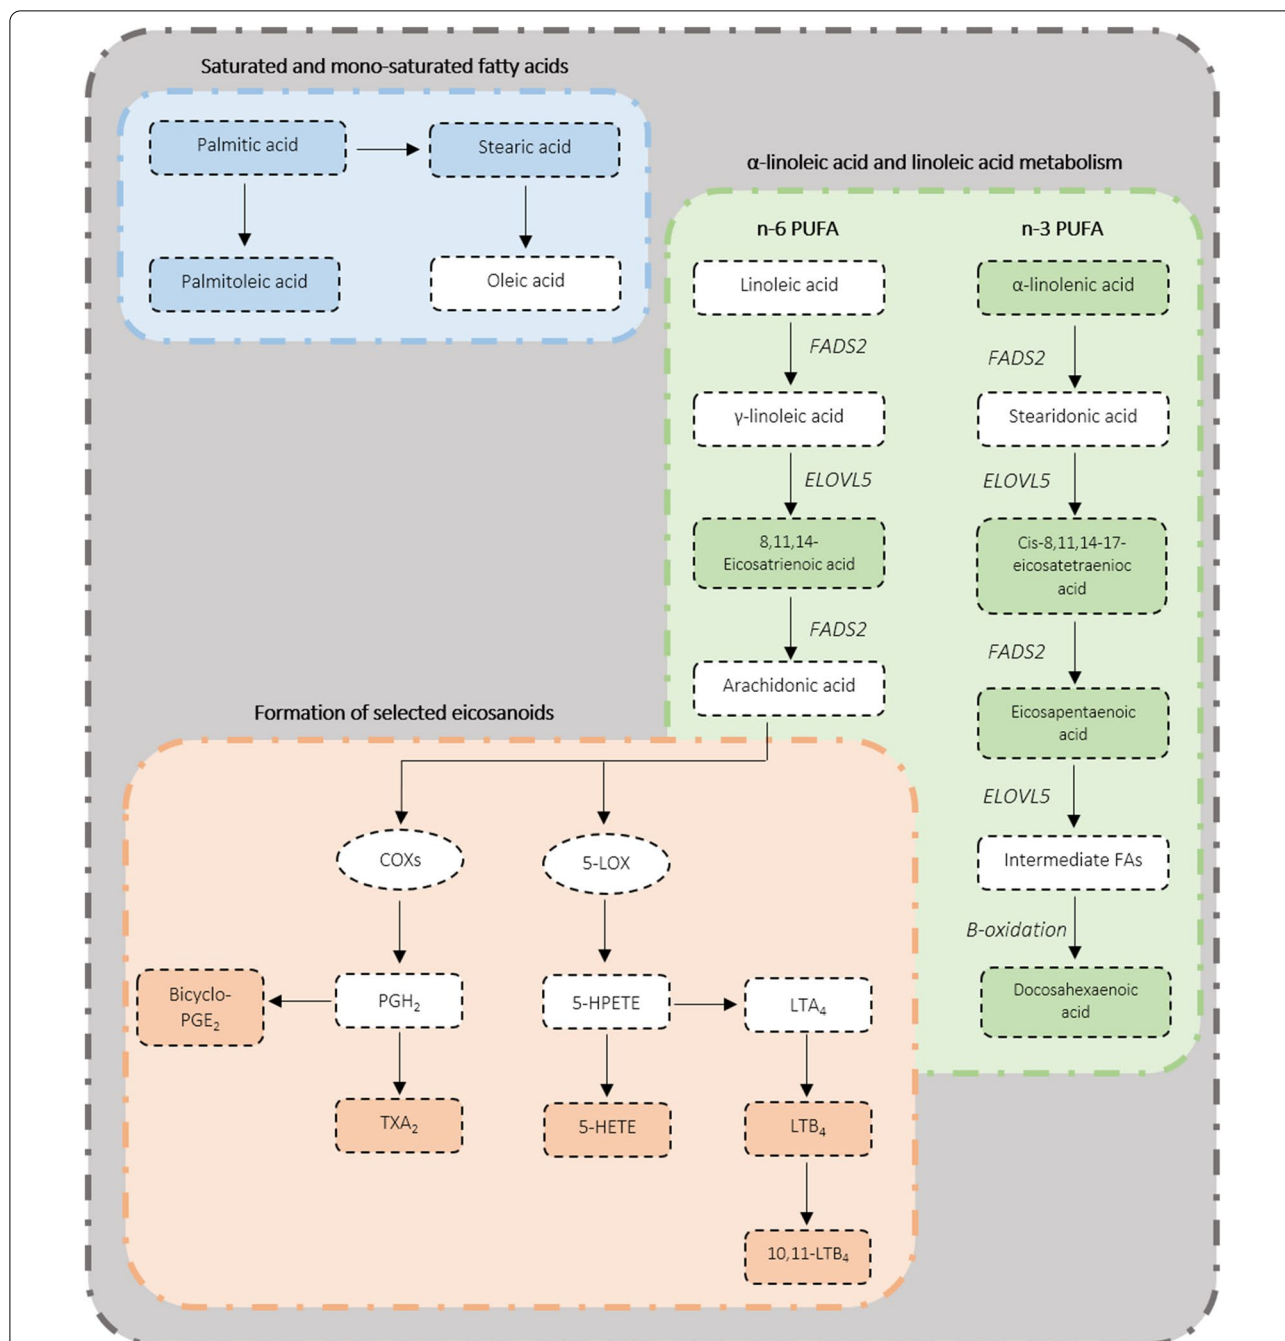 Saturated and mono-saturated fatty acids
Palmitic acid
Stearic acid
Palmitoleic acid
Oleic acid
α-linoleic acid and linoleic acid metabolism
n-6 PUFA
n-3 PUFA
Linoleic acid
α-linolenic acid
FADS2
FADS2
γ-linoleic acid
Stearidonic acid
ELOVL5
ELOVL5
8,11,14-
Eicosatrienoic acid
Cis-8,11,14-17-
eicosatetraenioc
acid
FADS2
FADS2
Arachidonic acid
Eicosapentaenoic
acid
ELOVL5
Intermediate FAs
B-oxidation
Docosahexaenoic
acid
Formation of selected eicosanoids
COXs
5-LOX
Bicyclo-
PGE₂
PGH₂
5-HPETE
LTA₄
TXA₂
5-HETE
LTB₄
10,11-LTB₄